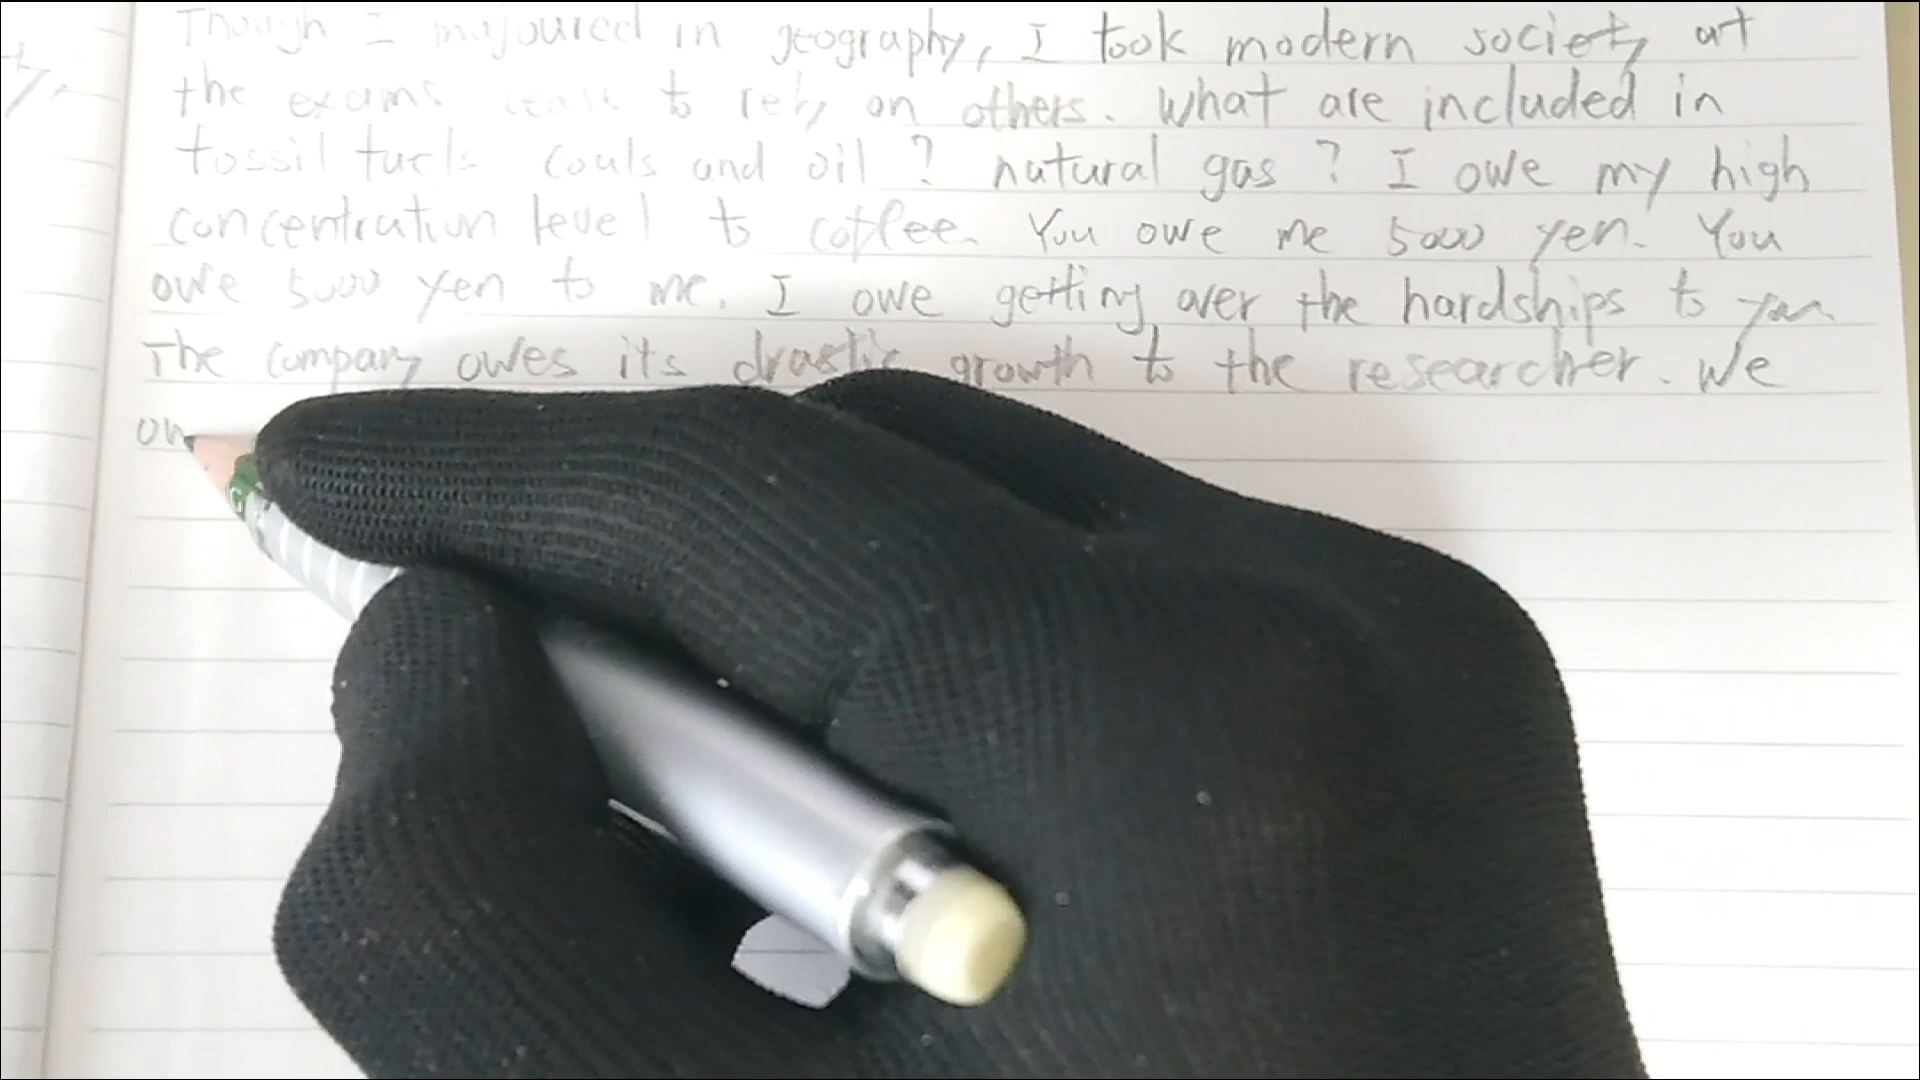 Though I majoured in geography, I took modern society at
the exams cease to rely on others. What are included in
fossil fuels coals and oil ? natural gas ? I owe my high
concentration level to coffee. You owe me 5000 yen. You
owe 5000 yen to me. I owe getting over the hardships to you
The company owes its drastic growth to the researcher. We
ow